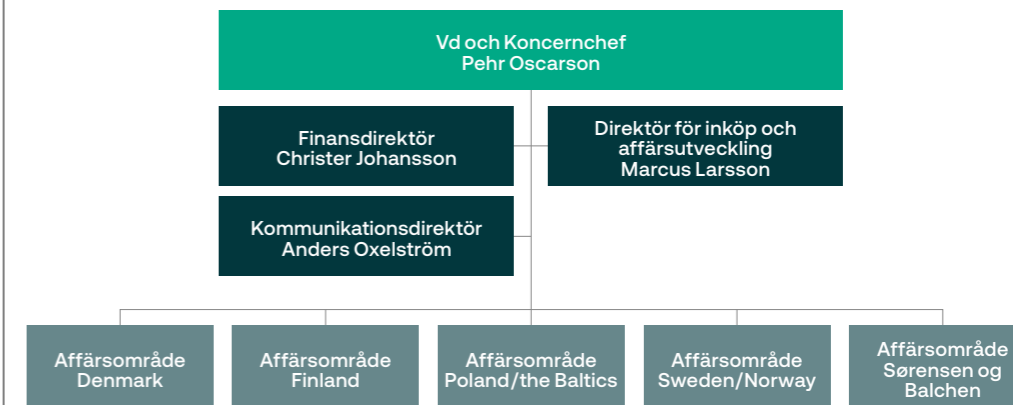 Vd och Koncernchef
Pehr Oscarson
Finansdirektör
Christer Johansson
Direktör för inköp och
affärsutveckling
Marcus Larsson
Kommunikationsdirektör
Anders Oxelström
Affärsområde
Denmark
Affärsområde
Finland
Affärsområde
Poland/the Baltics
Affärsområde
Sweden/Norway
Affärsområde
Sørensen og
Balchen